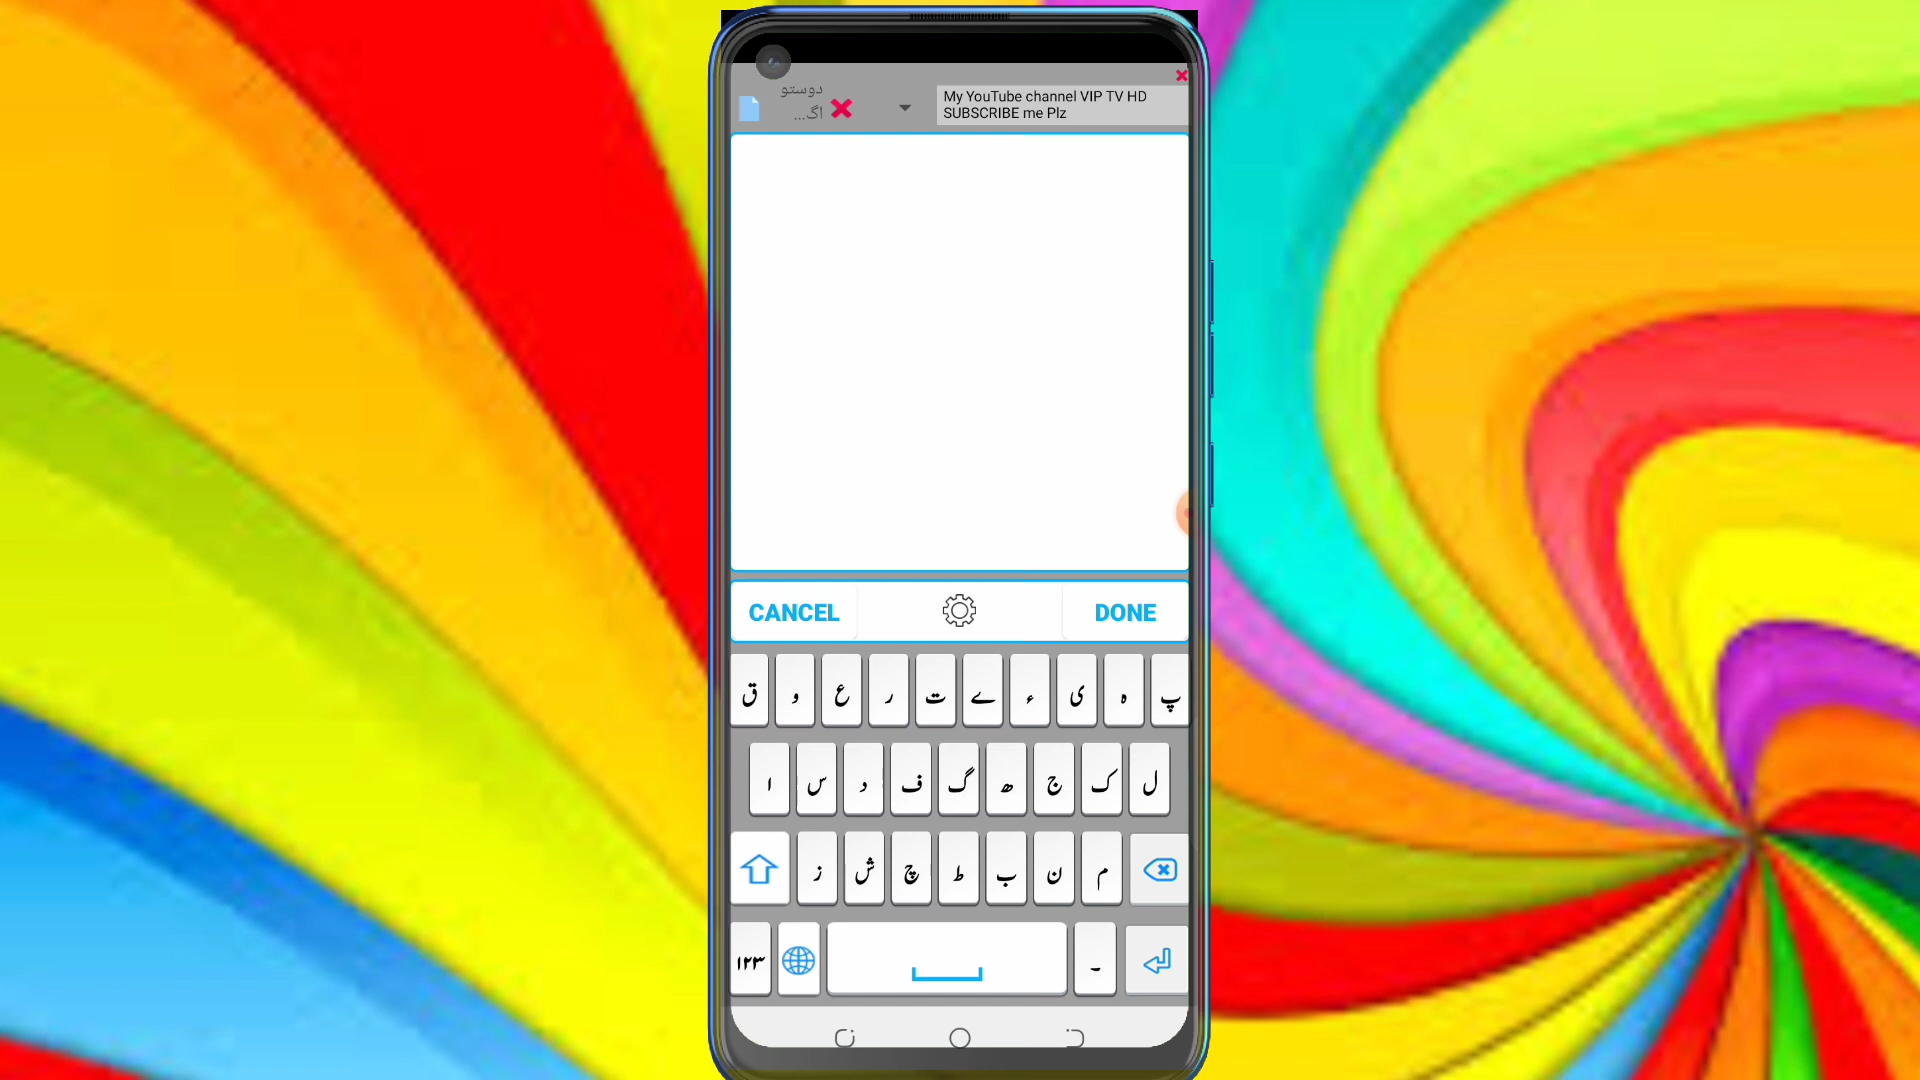 دوستو
اگ...
My YouTube channel VIP TV HD
SUBSCRIBE me Plz
CANCEL
DONE
ق و ع ر ت ے ء ی ہ پ
ا س د ف گ ھ ج ک ل
ز ش چ ط ب ن م
۱۲۳ ۔